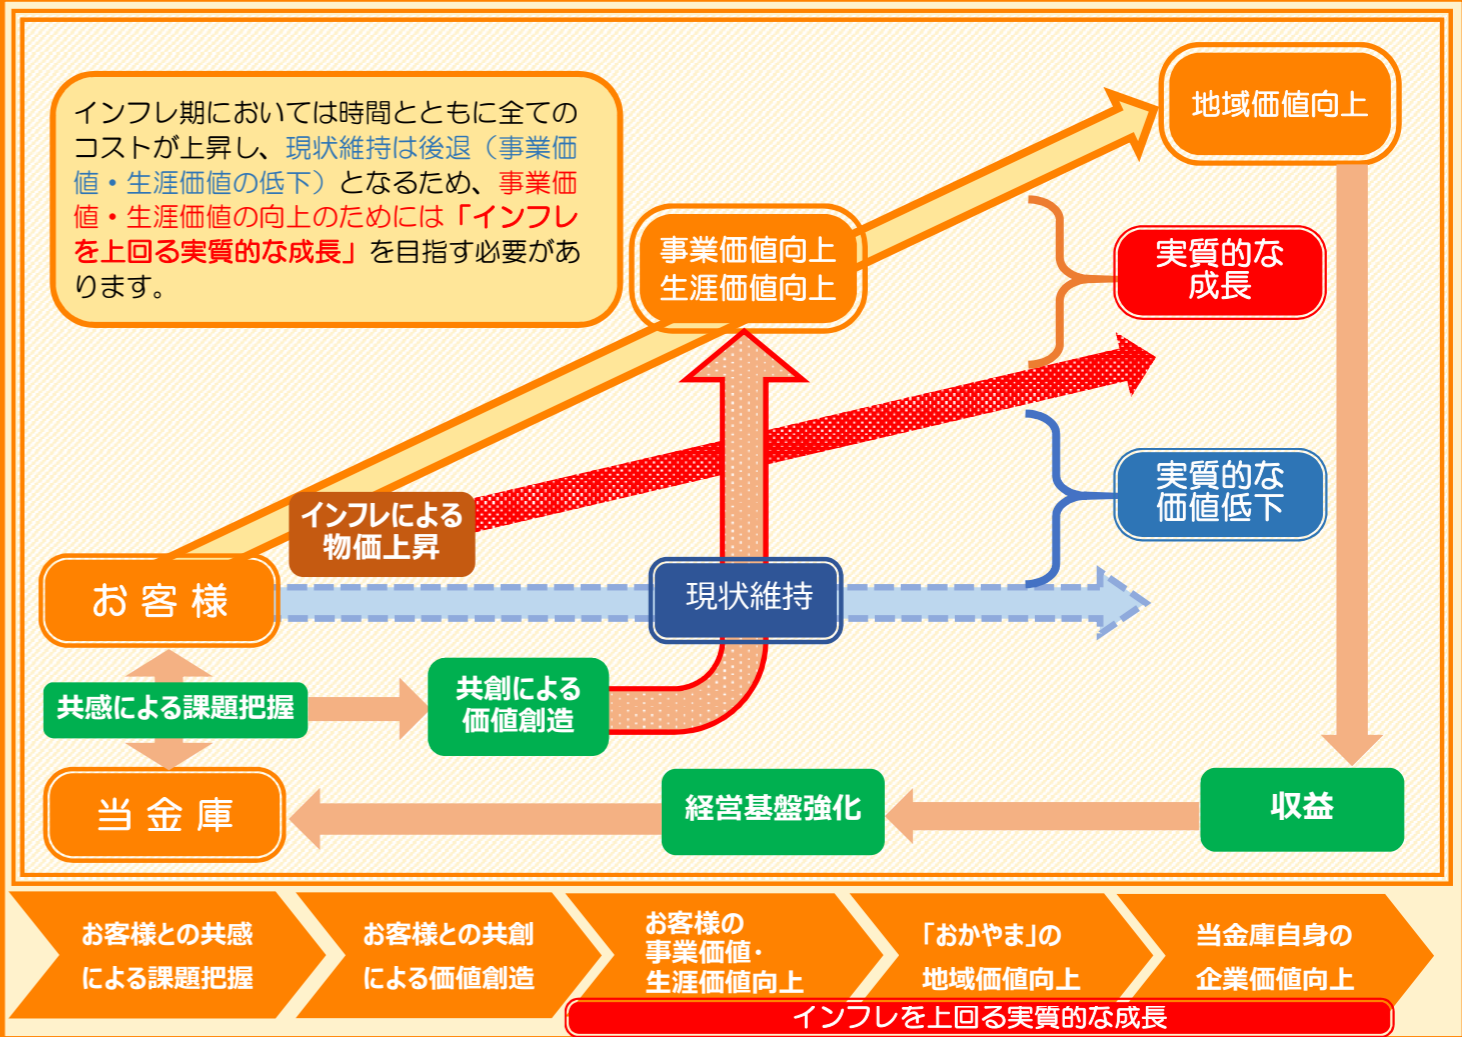 インフレ期においては時間とともに全ての
コストが上昇し、現状維持は後退（事業価
値・生涯価値の低下）となるため、事業価
値・生涯価値の向上のためには「インフレ
を上回る実質的な成長」を目指す必要があ
ります。
地域価値向上
事業価値向上
生涯価値向上
実質的な
成長
インフレによる
物価上昇
実質的な
価値低下
お客様
現状維持
共感による課題把握
共創による
価値創造
当金庫
経営基盤強化
収益
お客様との共感
による課題把握
お客様との共創
による価値創造
お客様の
事業価値・
生涯価値向上
「おかやま」の
地域価値向上
当金庫自身の
企業価値向上
インフレを上回る実質的な成長